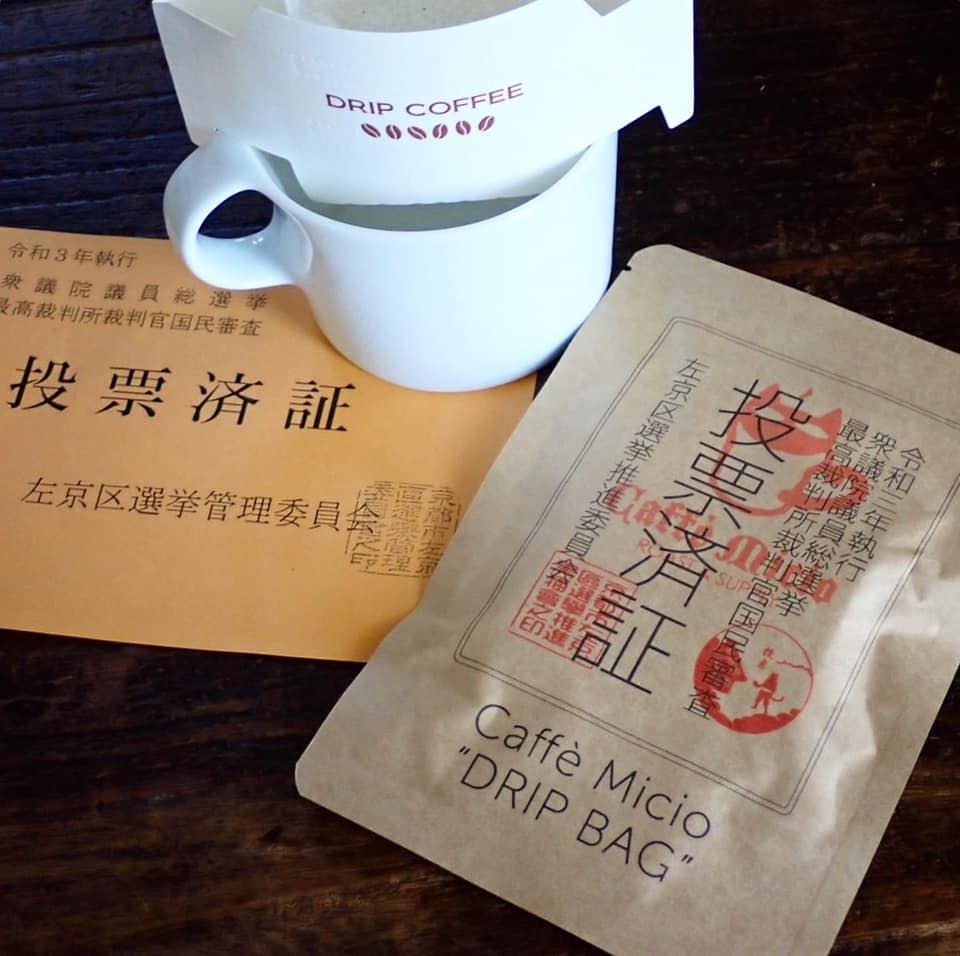 DRIP COFFEE
令和3年執行
衆議院議員総選挙
最高裁判所裁判官国民審査
投票済証
左京区選挙管理委員会
令和三年執行
衆議院議員総選挙
最高裁判所裁判官国民審査
投票済証
左京区選挙推進委員会
Caffè Micio
Caffè Micio
"DRIP BAG"